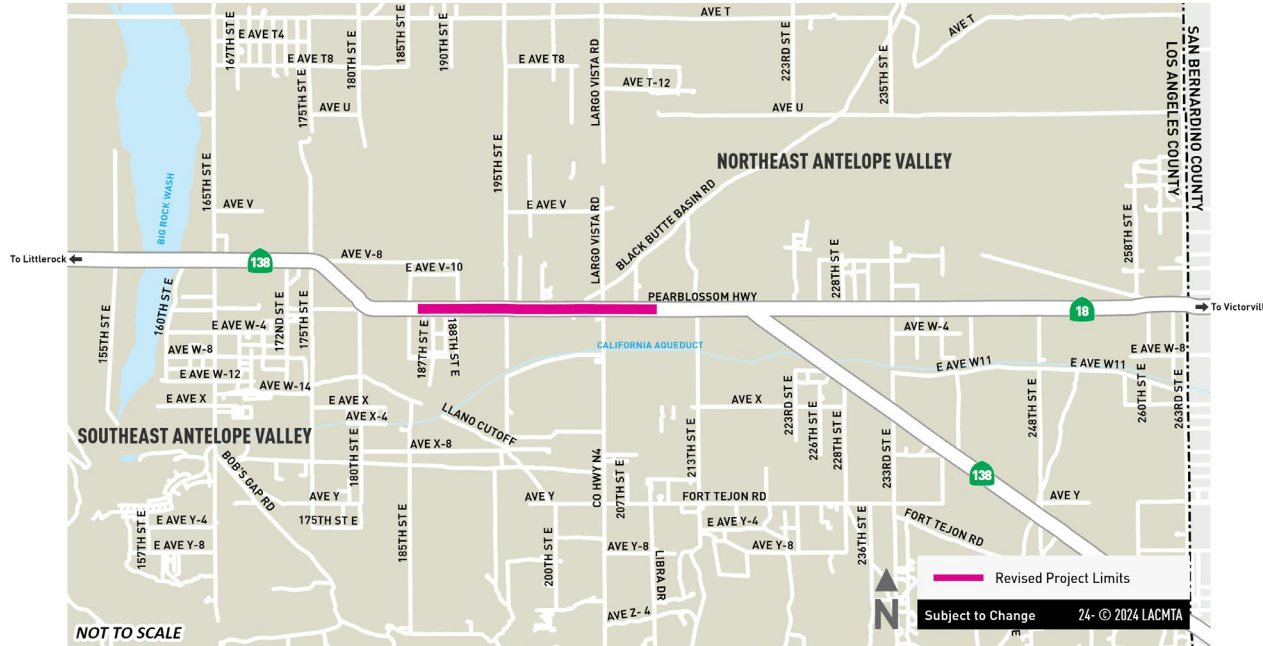 AVE T
AVE T
167TH ST E
E AVE T4
E AVE T8
175TH ST E
180TH ST E
185TH ST E
190TH ST E
E AVE T8
LARGO VISTA RD
AVE T-12
223RD ST E
235TH ST E
AVE U
AVE U
SAN BERNARDINO COUNTY
LOS ANGELES COUNTY
NORTHEAST ANTELOPE VALLEY
165TH ST E
195TH ST E
BIG ROCK WASH
AVE V
E AVE V
LARGO VISTA RD
BLACK BUTTE BASIN RD
258TH ST E
228TH ST E
To Littlerock
138
AVE V-8
E AVE V-10
PEARBLOSSOM HWY
18
To Victorvill
155TH ST E
160TH ST E
172ND ST E
175TH ST E
E AVE W-4
AVE W-8
E AVE W-12
AVE W-14
E AVE X
E AVE X
AVE X-4
187TH ST E
188TH ST E
CALIFORNIA AQUEDUCT
AVE W-4
E AVE W11
E AVE W11
E AVE W-8
LLANO CUTOFF
AVE X
AVE X-8
223RD ST E
226TH ST E
228TH ST E
233RD ST E
248TH ST E
260TH ST E
263RD ST E
SOUTHEAST ANTELOPE VALLEY
BOB'S GAP RD
180TH ST E
213TH ST E
CO HWY N4
207TH ST E
138
AVE Y
175TH ST E
AVE Y
FORT TEJON RD
AVE Y
157TH ST E
E AVE Y-4
E AVE Y-8
185TH ST E
200TH ST E
E AVE Y-4
AVE Y-8
AVE Y-8
LIBRA DR
236TH ST E
FORT TEJON RD
AVE Z- 4
N
Revised Project Limits
Subject to Change 24- © 2024 LACMTA
E
NOT TO SCALE